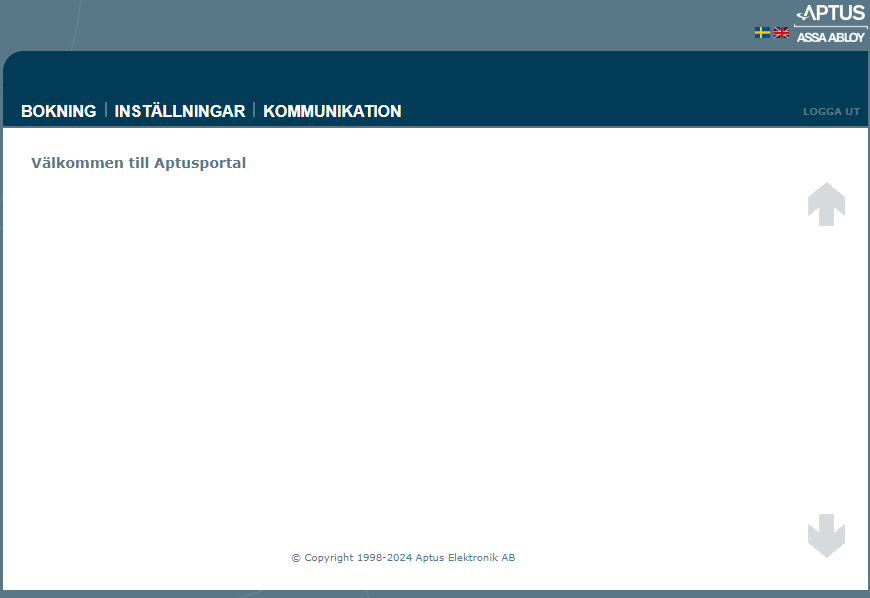 APTUS
ASSA ABLOY
BOKNING INSTÄLLNINGAR KOMMUNIKATION LOGGA UT
Välkommen till Aptusportal
© Copyright 1998-2024 Aptus Elektronik AB